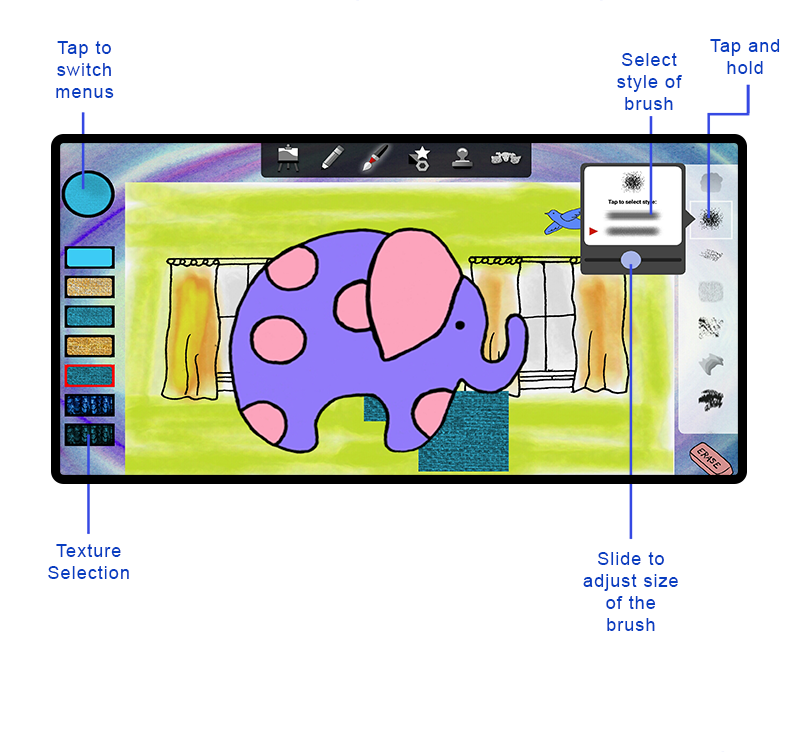 Tap to
switch
menus
Select
style of
brush
Tap and
hold
Tap to select style:
ERASE
Texture
Selection
Slide to
adjust size
of the
brush